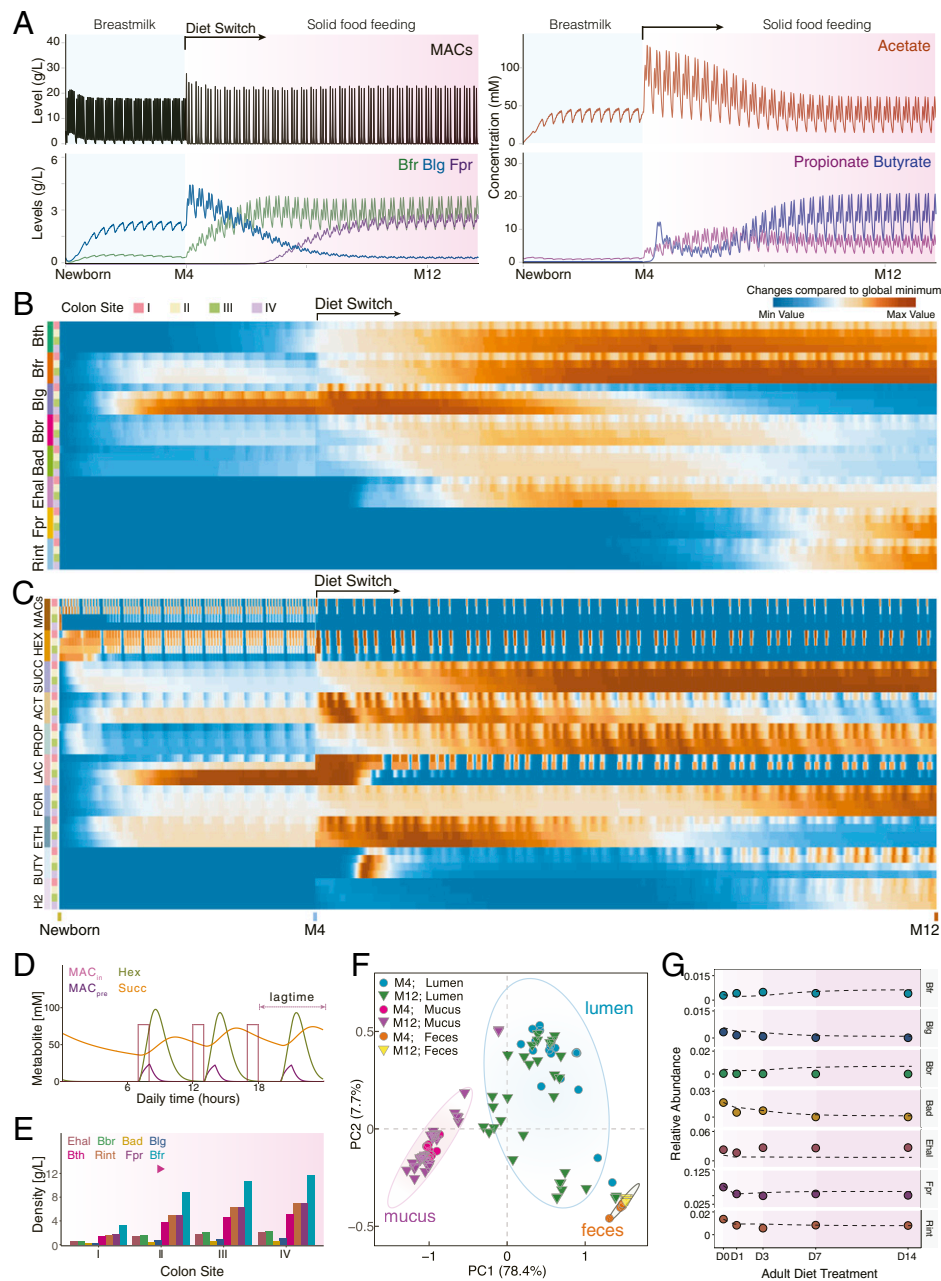 A
Breastmilk
Diet Switch
Solid food feeding
MACs
Level (g/L)
40
30
20
10
0
Bfr Blg Fpr
Levels (g/L)
6
3
0
Newborn
M4
M12
Breastmilk
Solid food feeding
Acetate
Concentration (mM)
100
50
0
Propionate Butyrate
30
20
10
0
Newborn
M4
M12
B
Colon Site
I
II
III
IV
Diet Switch
Changes compared to global minimum
Min Value
Max Value
Bth
Bfr
Blg
Bbr
Bad
Ehal
Fpr
Rint
C
Diet Switch
MACs
HEX
SUCC
ACT
PROP
LAC
FOR
ETH
BUTY
H2
Newborn
M4
M12
D
MACin
Hex
MACpre
Succ
lagtime
Metabolite [mM]
100
50
0
6
12
18
Daily time (hours)
E
Ehal Bbr Bad Blg
Bth Rint Fpr Bfr
Density [g/L]
12
8
4
0
I
II
III
IV
Colon Site
F
M4; Lumen
M12; Lumen
M4; Mucus
M12; Mucus
M4; Feces
M12; Feces
lumen
mucus
feces
PC2 (7.7%)
0.5
0
−0.5
−1
0
1
PC1 (78.4%)
G
Relative Abundance
0.015
0
Bfr
0.015
0
Blg
0.02
0
Bbr
0.03
0
Bad
0.06
0
Ehal
0.125
0.025
Fpr
0.02
0
Rint
D0
D1
D3
D7
D14
Adult Diet Treatment